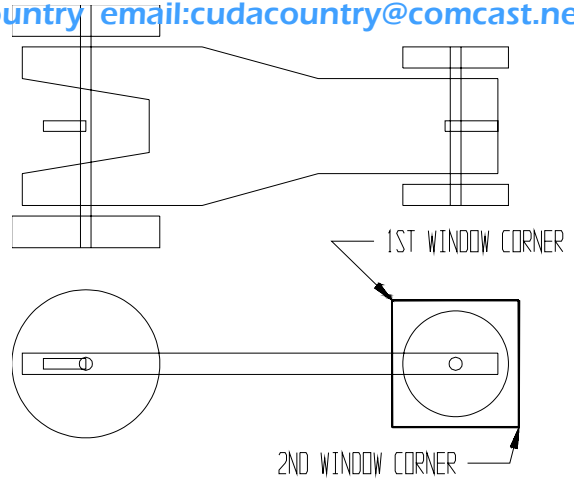 ountry email:cudacountry@comcast.ne
1ST WINDOW CORNER
2ND WINDOW CORNER